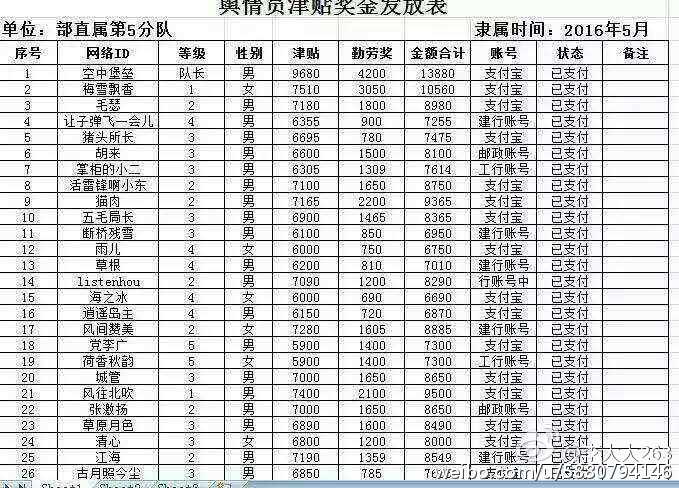 舆情员津贴奖金发放表
单位：部直属第5分队 隶属时间：2016年5月
序号 网络ID 等级 性别 津贴 勤劳奖 金额合计 账号 状态 备注
1 空中堡垒 队长 男 9680 4200 13880 支付宝 已支付
2 梅雪飘香 1 女 7510 3050 10560 支付宝 已支付
3 毛瑟 2 男 7180 1800 8980 支付宝 已支付
4 让子弹飞一会儿 4 男 6355 900 7255 建行账号 已支付
5 猪头所长 3 男 6695 780 7475 支付宝 已支付
6 胡来 3 男 6600 1500 8100 邮政账号 已支付
7 掌柜的小二 3 男 6305 1309 7614 工行账号 已支付
8 活雷锋啊小东 2 男 7100 1650 8750 支付宝 已支付
9 猫肉 2 男 7165 2200 9365 支付宝 已支付
10 五毛局长 3 男 6900 1465 8365 支付宝 已支付
11 断桥残雪 3 男 6100 850 6950 建行账号 已支付
12 雨儿 4 女 6000 750 6750 支付宝 已支付
13 草根 4 男 6200 810 7010 建行账号 已支付
14 listenhou 2 男 7090 1200 8290 行账号中 已支付
15 海之冰 4 女 6000 690 6690 支付宝 已支付
16 逍遥岛主 4 男 6150 720 6870 支付宝 已支付
17 风间赞美 2 女 7280 1605 8885 建行账号 已支付
18 党李广 5 男 5900 1400 7300 支付宝 已支付
19 荷香秋韵 5 女 5900 1400 7300 工行账号 已支付
20 城管 3 男 7000 1650 8650 支付宝 已支付
21 风往北吹 1 男 7400 2100 9500 支付宝 已支付
22 张激扬 2 男 7000 1650 8650 邮政账号 已支付
23 草原月色 3 男 6890 1600 8490 支付宝 已支付
24 清心 3 女 6800 1200 8000 支付宝 已支付
25 江海 2 男 7190 1359 8549 建行账号 已支付
26 古月照今尘 3 男 6850 785
weibo.com/u/5830794146
Sheet1 Sheet2 Sheet3